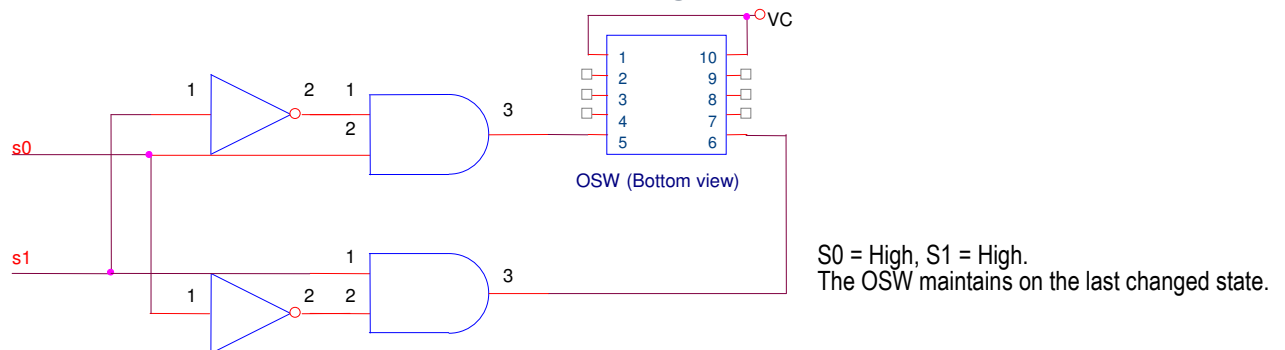 VC
1 10
2 9
3 8
4 7
5 6
OSW (Bottom view)
1 2 1
2
3
s0
s1
1
3
1 2 2
S0 = High, S1 = High.
The OSW maintains on the last changed state.